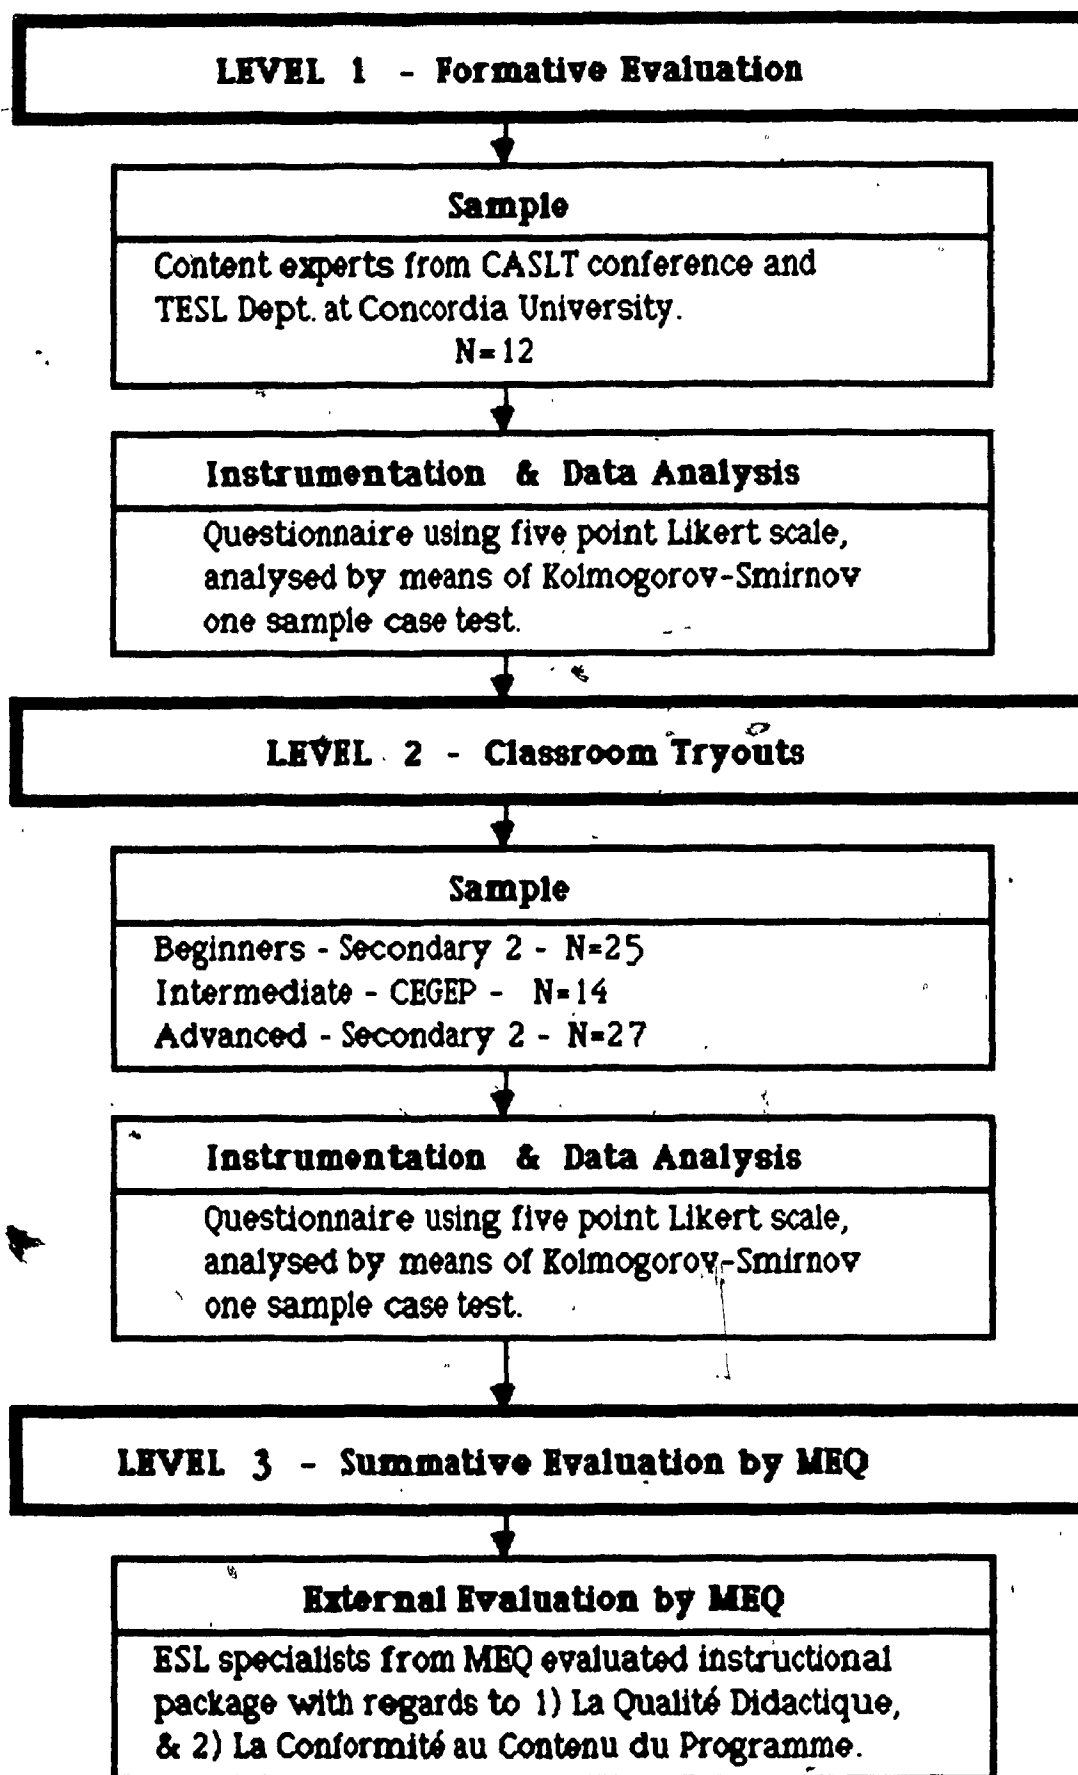 LEVEL 1 - Formative Evaluation
Sample
Content experts from CASLT conference and
TESL Dept. at Concordia University.
N=12
Instrumentation & Data Analysis
Questionnaire using five point Likert scale,
analysed by means of Kolmogorov-Smirnov
one sample case test.
LEVEL 2 - Classroom Tryouts
Sample
Beginners - Secondary 2 - N=25
Intermediate - CEGEP - N=14
Advanced - Secondary 2 - N=27
Instrumentation & Data Analysis
Questionnaire using five point Likert scale,
analysed by means of Kolmogorov-Smirnov
one sample case test.
LEVEL 3 - Summative Evaluation by MEQ
External Evaluation by MEQ
ESL specialists from MEQ evaluated instructional
package with regards to 1) La Qualité Didactique,
& 2) La Conformité au Contenu du Programme.